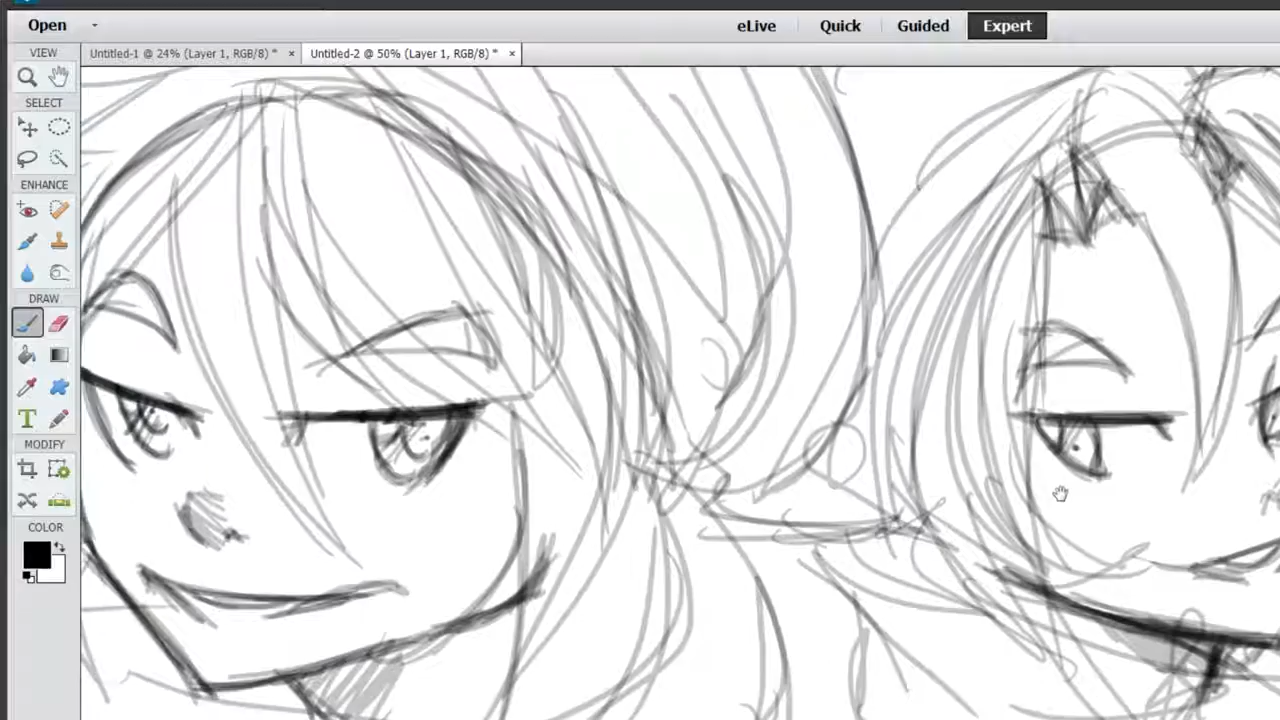 Open eLive Quick Guided Expert
VIEW Untitled-1 @ 24% (Layer 1, RGB/8) * × Untitled-2 @ 50% (Layer 1, RGB/8) * ×
SELECT
ENHANCE
DRAW
T
MODIFY
COLOR